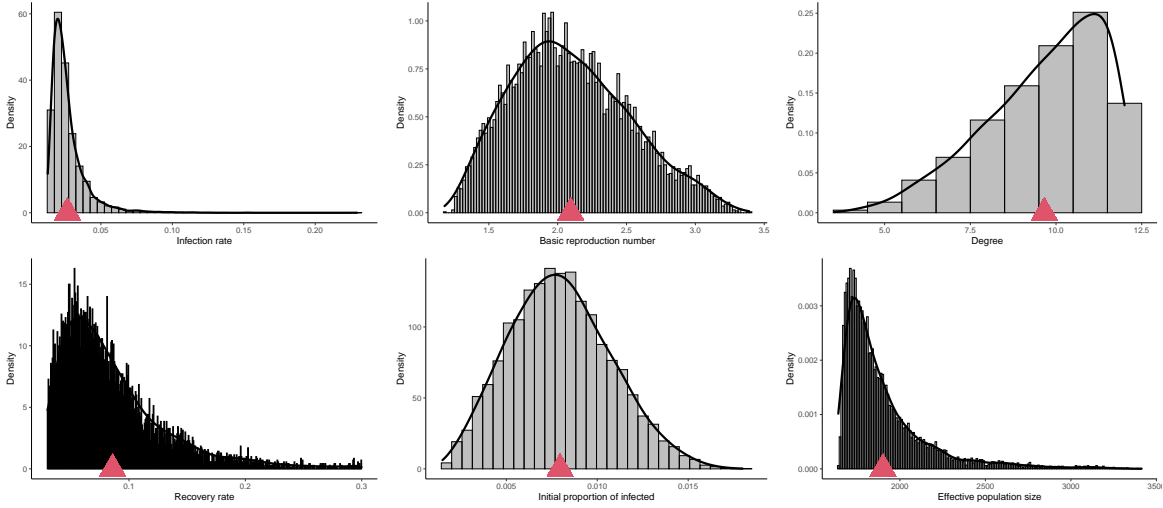 60
40
20
0
Density
0.05 0.10 0.15 0.20
Infection rate
1.00
0.75
0.50
0.25
0.00
Density
1.5 2.0 2.5 3.0 3.5
Basic reproduction number
0.25
0.20
0.15
0.10
0.05
0.00
Density
5.0 7.5 10.0 12.5
Degree
15
10
5
0
Density
0.1 0.2 0.3
Recovery rate
100
50
0
Density
0.005 0.010 0.015
Initial proportion of infected
0.003
0.002
0.001
0.000
Density
2000 2500 3000 3500
Effective population size